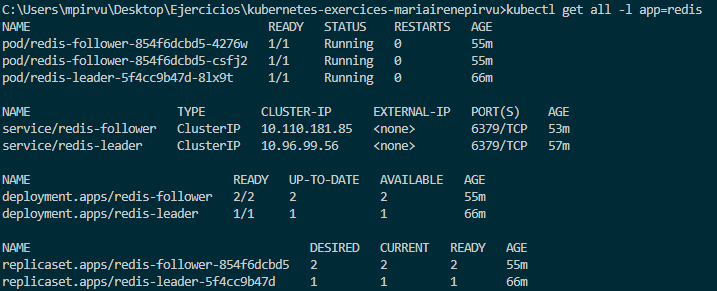 C:\Users\mpirvu\Desktop\Ejercicios\kubernetes-exercices-mariairenepirvu>kubectl get all -l app=redis
NAME READY STATUS RESTARTS AGE
pod/redis-follower-854f6dcbd5-4276w 1/1 Running 0 55m
pod/redis-follower-854f6dcbd5-csfj2 1/1 Running 0 55m
pod/redis-leader-5f4cc9b47d-8lx9t 1/1 Running 0 66m
NAME TYPE CLUSTER-IP EXTERNAL-IP PORT(S) AGE
service/redis-follower ClusterIP 10.110.181.85 <none> 6379/TCP 53m
service/redis-leader ClusterIP 10.96.99.56 <none> 6379/TCP 57m
NAME READY UP-TO-DATE AVAILABLE AGE
deployment.apps/redis-follower 2/2 2 2 55m
deployment.apps/redis-leader 1/1 1 1 66m
NAME DESIRED CURRENT READY AGE
replicaset.apps/redis-follower-854f6dcbd5 2 2 2 55m
replicaset.apps/redis-leader-5f4cc9b47d 1 1 1 66m